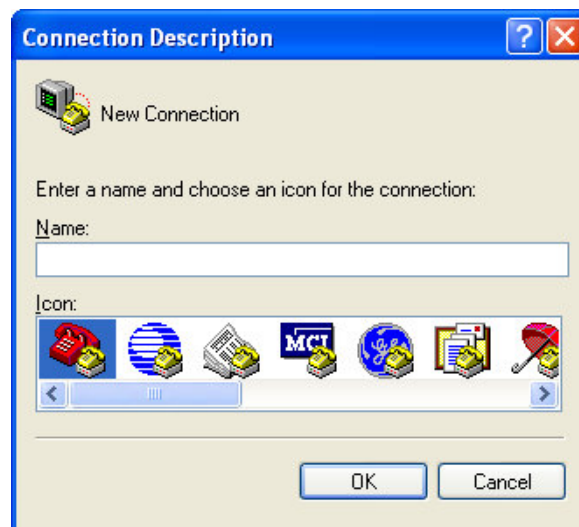 Connection Description
New Connection
Enter a name and choose an icon for the connection:
Name:
Icon:
MCI
OK
Cancel